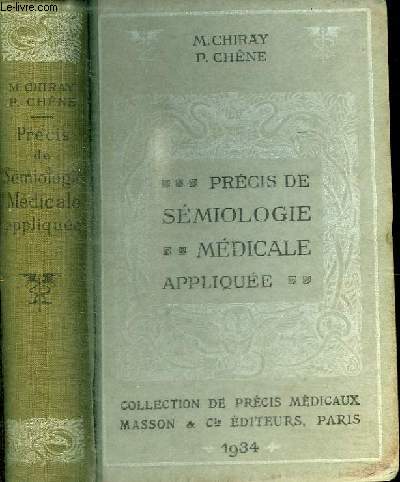 Le-livre.com
M. CHIRAY
P. CHÊNE
Précis
de
Sémiologie
Médicale
appliquée
M. CHIRAY
P. CHÊNE
PRÉCIS DE
SÉMIOLOGIE
MÉDICALE
APPLIQUÉE
COLLECTION DE PRÉCIS MÉDICAUX
MASSON & Cie ÉDITEURS, PARIS
1934